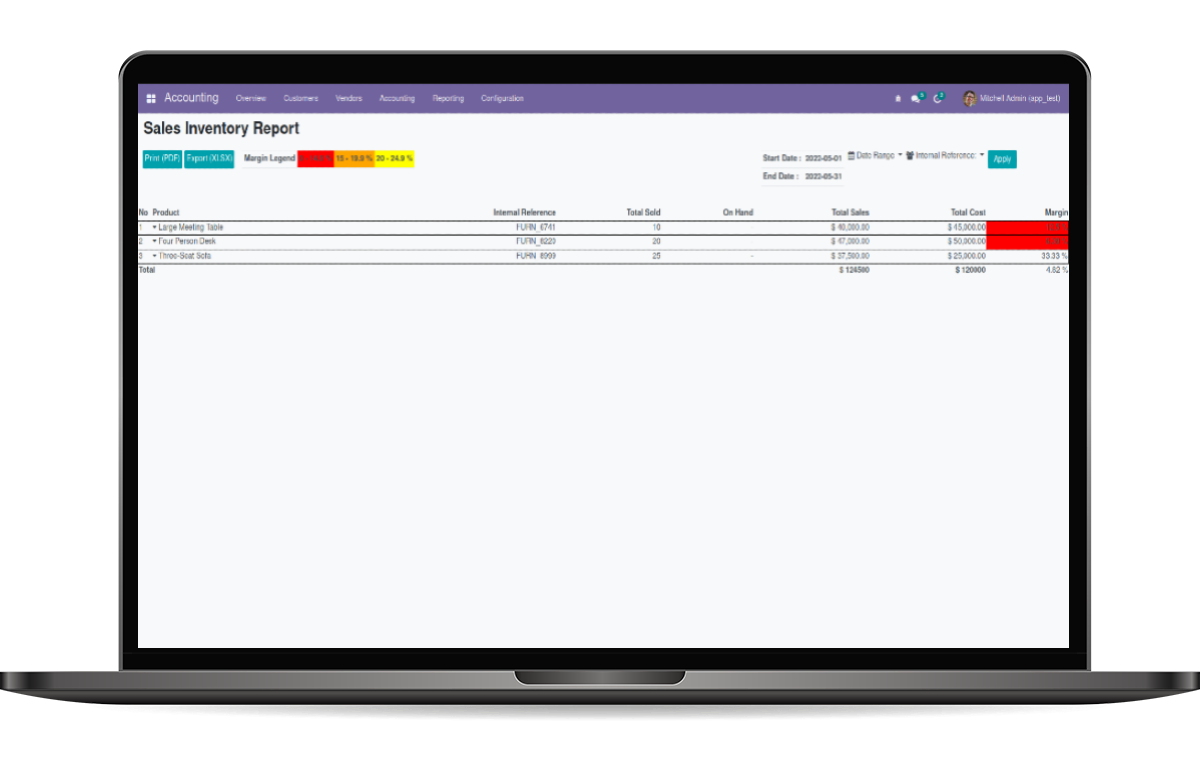 Accounting Overview Customers Vendors Accounting Reporting Configuration Mitchell Admin (app_test)
Sales Inventory Report
Print (PDF) Export (XLSX) Margin Legend 15 - 19.9 % 20 - 24.9 %
Start Date : 2023-05-01 Date Range Internal Reference: Apply
End Date : 2023-05-31
No Product Internal Reference Total Sold On Hand Total Sales Total Cost Margin
1 Large Meeting Table FURN_6741 10 $ 40,000.00 $ 45,000.00
2 Four Person Desk FURN_8220 20 $ 47,000.00 $ 50,000.00
3 Three-Seat Sofa FURN_8999 25 - $ 37,500.00 $ 25,000.00 33.33 %
Total $ 124500 $ 120000 4.82 %